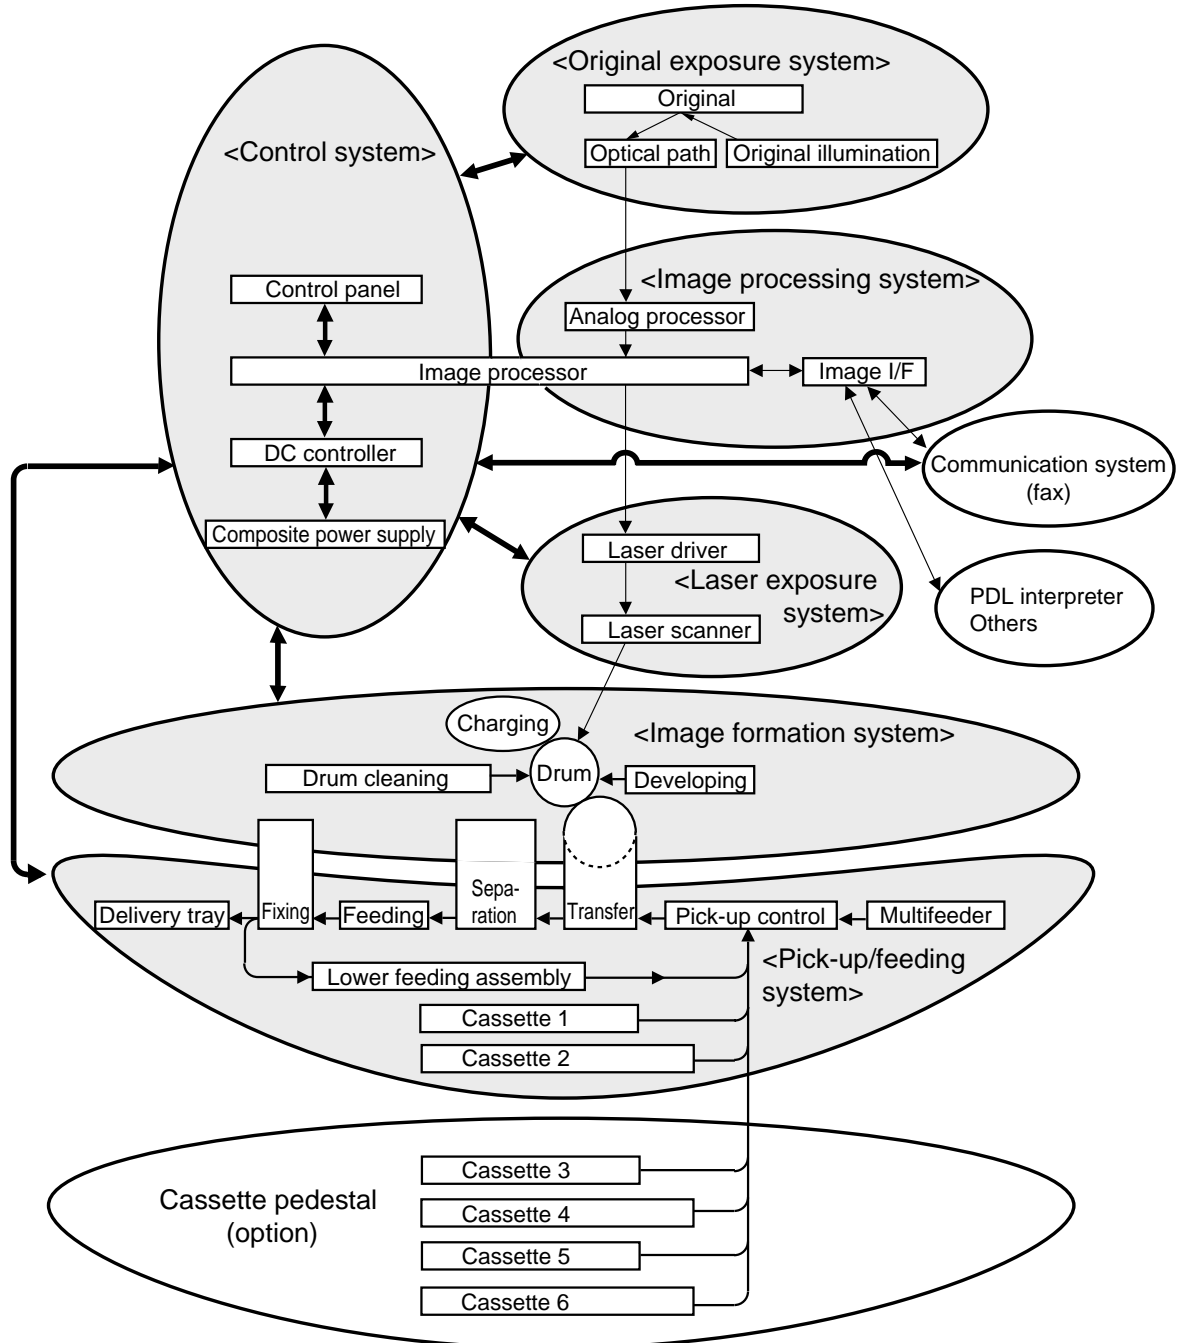 <Original exposure system>
Original
Optical path
Original illumination
<Control system>
<Image processing system>
Control panel
Analog processor
Image processor
Image I/F
DC controller
Communication system
(fax)
Composite power supply
Laser driver
<Laser exposure
system>
Laser scanner
PDL interpreter
Others
Charging
<Image formation system>
Drum cleaning
Drum
Developing
Delivery tray
Fixing
Feeding
Sepa-
ration
Transfer
Pick-up control
Multifeeder
Lower feeding assembly
<Pick-up/feeding
system>
Cassette 1
Cassette 2
Cassette pedestal
(option)
Cassette 3
Cassette 4
Cassette 5
Cassette 6